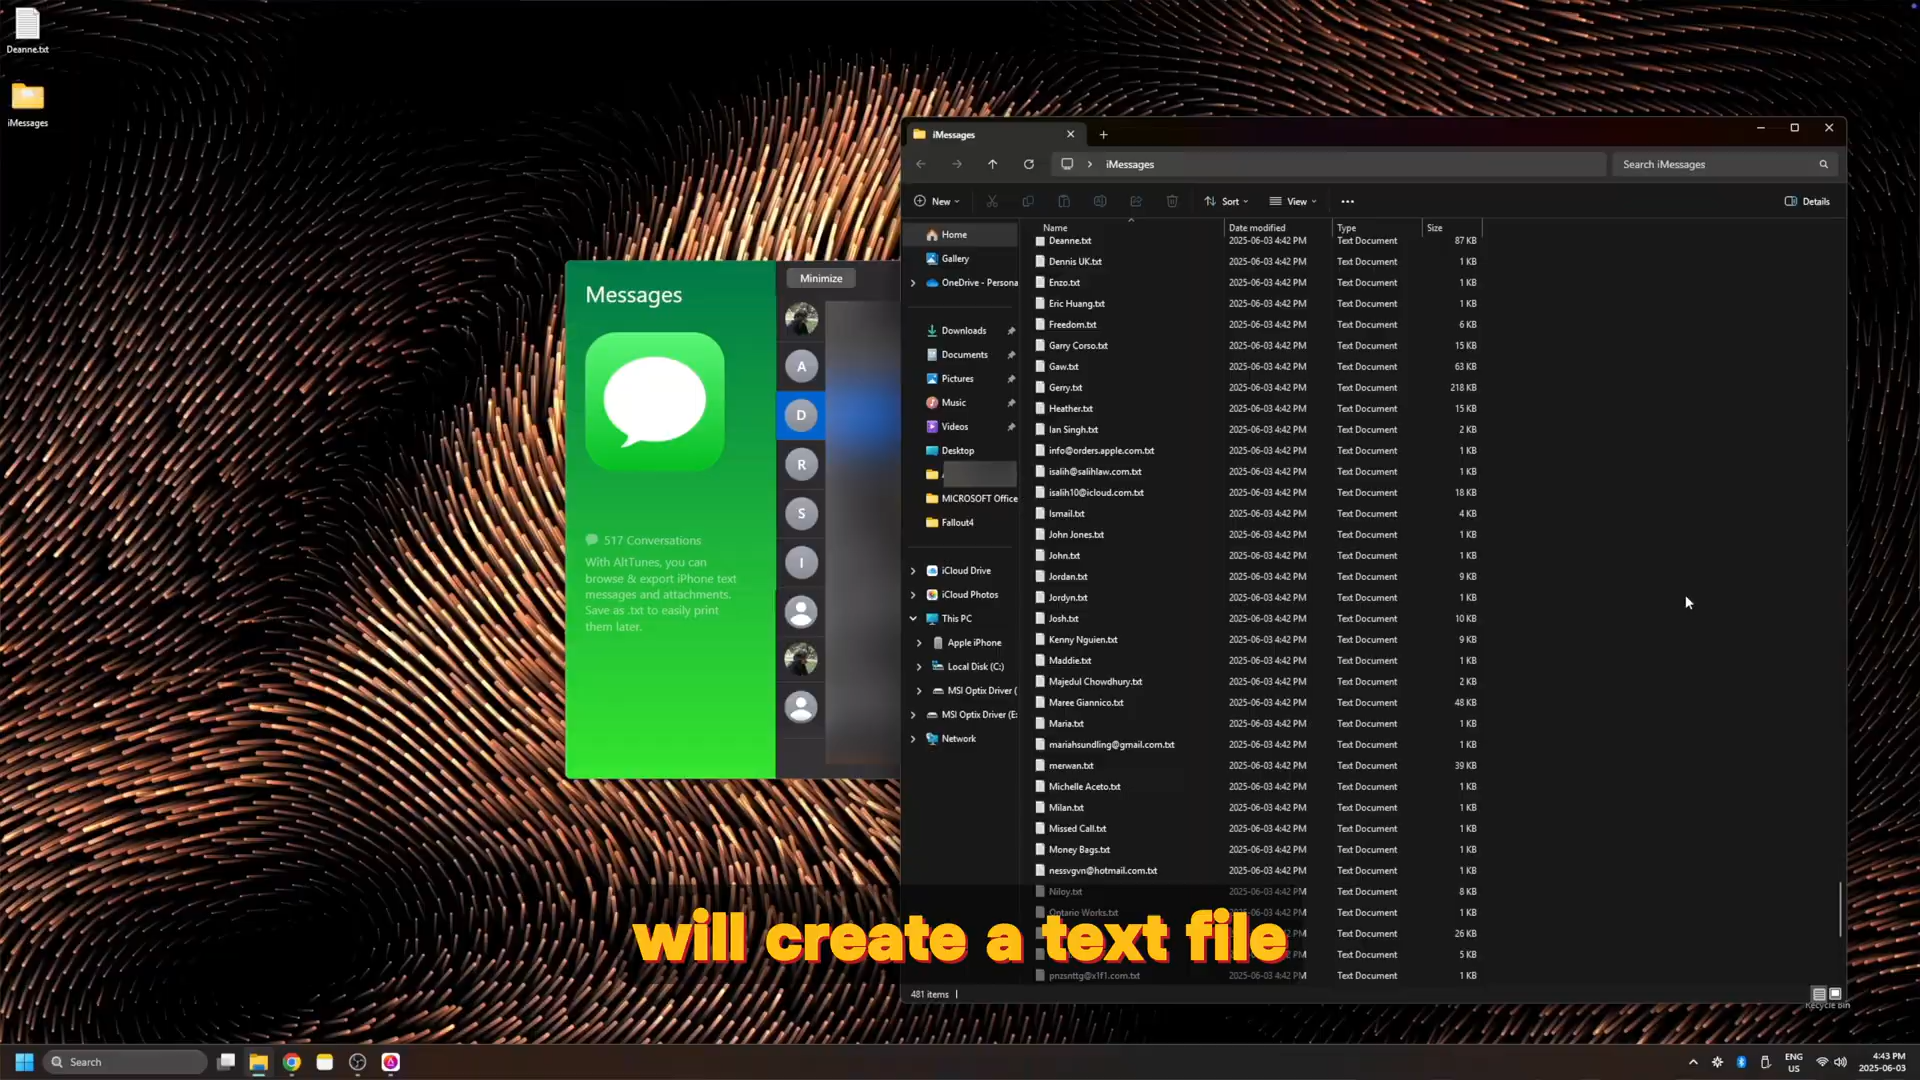 Deanne.txt
iMessages
Messages
517 Conversations
With AltTunes, you can
browse & export iPhone text
messages and attachments.
Save as .txt to easily print
them later.
Minimize
A
D
R
S
I
iMessages
iMessages
Search iMessages
New
Sort
View
Details
Home
Gallery
OneDrive - Persona
Downloads
Documents
Pictures
Music
Videos
Desktop
MICROSOFT Office
Fallout4
iCloud Drive
iCloud Photos
This PC
Apple iPhone
Local Disk (C:)
MSI Optix Driver (
MSI Optix Driver (E:
Network
Name Date modified Type Size
Deanne.txt 2025-06-03 4:42 PM Text Document 87 KB
Dennis UK.txt 2025-06-03 4:42 PM Text Document 1 KB
Enzo.txt 2025-06-03 4:42 PM Text Document 1 KB
Eric Huang.txt 2025-06-03 4:42 PM Text Document 1 KB
Freedom.txt 2025-06-03 4:42 PM Text Document 6 KB
Garry Corso.txt 2025-06-03 4:42 PM Text Document 15 KB
Gaw.txt 2025-06-03 4:42 PM Text Document 63 KB
Gerry.txt 2025-06-03 4:42 PM Text Document 218 KB
Heather.txt 2025-06-03 4:42 PM Text Document 15 KB
Ian Singh.txt 2025-06-03 4:42 PM Text Document 2 KB
info@orders.apple.com.txt 2025-06-03 4:42 PM Text Document 1 KB
isalih@salihlaw.com.txt 2025-06-03 4:42 PM Text Document 1 KB
isalih10@icloud.com.txt 2025-06-03 4:42 PM Text Document 18 KB
Ismail.txt 2025-06-03 4:42 PM Text Document 4 KB
John Jones.txt 2025-06-03 4:42 PM Text Document 1 KB
John.txt 2025-06-03 4:42 PM Text Document 1 KB
Jordan.txt 2025-06-03 4:42 PM Text Document 9 KB
Jordyn.txt 2025-06-03 4:42 PM Text Document 1 KB
Josh.txt 2025-06-03 4:42 PM Text Document 10 KB
Kenny Nguien.txt 2025-06-03 4:42 PM Text Document 9 KB
Maddie.txt 2025-06-03 4:42 PM Text Document 1 KB
Majedul Chowdhury.txt 2025-06-03 4:42 PM Text Document 2 KB
Maree Giannico.txt 2025-06-03 4:42 PM Text Document 48 KB
Maria.txt 2025-06-03 4:42 PM Text Document 1 KB
mariahsundling@gmail.com.txt 2025-06-03 4:42 PM Text Document 1 KB
merwan.txt 2025-06-03 4:42 PM Text Document 39 KB
Michelle Aceto.txt 2025-06-03 4:42 PM Text Document 1 KB
Milan.txt 2025-06-03 4:42 PM Text Document 1 KB
Missed Call.txt 2025-06-03 4:42 PM Text Document 1 KB
Money Bags.txt 2025-06-03 4:42 PM Text Document 1 KB
nessvgvn@hotmail.com.txt 2025-06-03 4:42 PM Text Document 1 KB
Niloy.txt 2025-06-03 4:42 PM Text Document 8 KB
Ontario Works.txt 2025-06-03 4:42 PM Text Document 1 KB
Text Document 26 KB
Text Document 5 KB
pnzsnttg@x1f1.com.txt 2025-06-03 4:42 PM Text Document 1 KB
will create a text file
481 items
Recycle Bin
Search
ENG
US
4:43 PM
2025-06-03